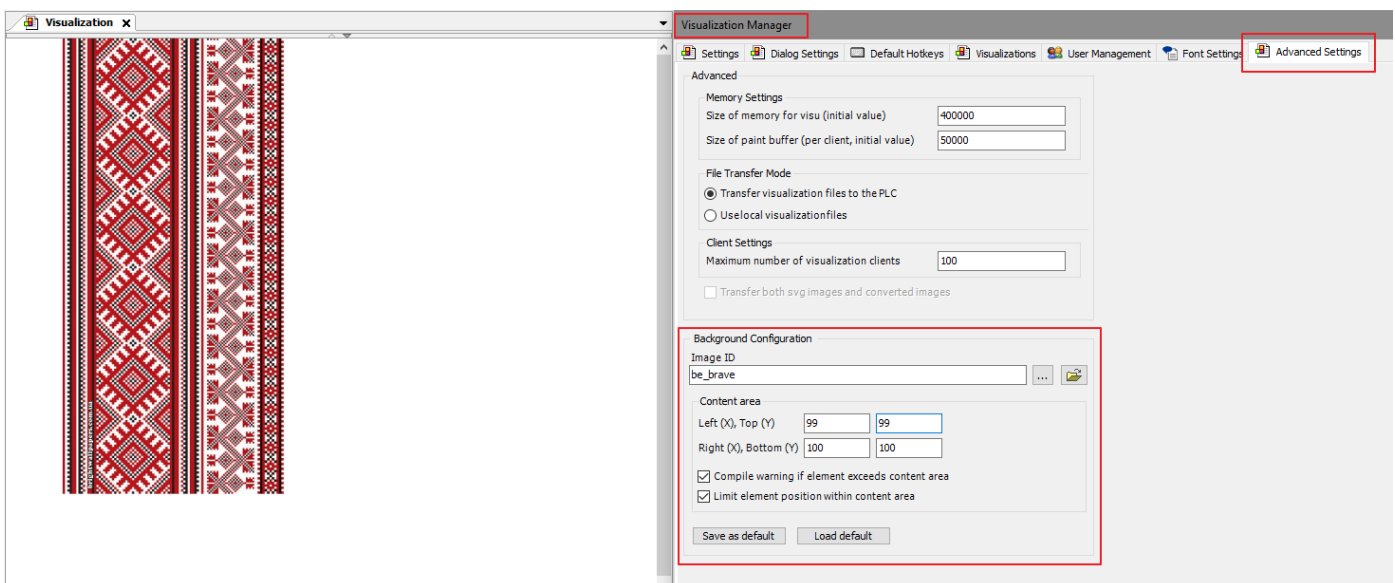 Visualization X
Visualization Manager
Settings Dialog Settings Default Hotkeys Visualizations User Management Font Settings Advanced Settings
Advanced
Memory Settings
Size of memory for visu (initial value) 400000
Size of paint buffer (per client, initial value) 50000
File Transfer Mode
Transfer visualization files to the PLC
Use local visualization files
Client Settings
Maximum number of visualization clients 100
Transfer both svg images and converted images
Background Configuration
Image ID
be_brave ...
Content area
Left (X), Top (Y) 99 99
Right (X), Bottom (Y) 100 100
Compile warning if element exceeds content area
Limit element position within content area
Save as default Load default